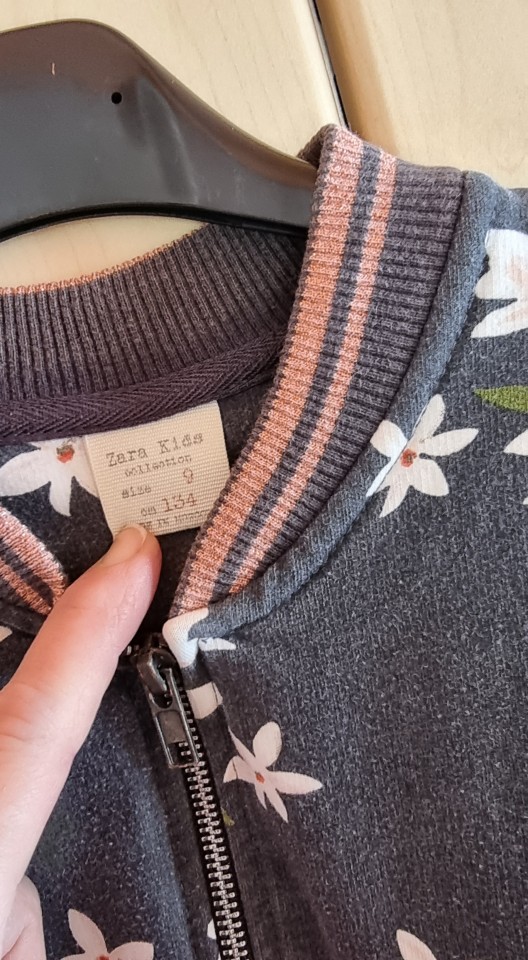 Zara Kids
collection
size 9
cm 134